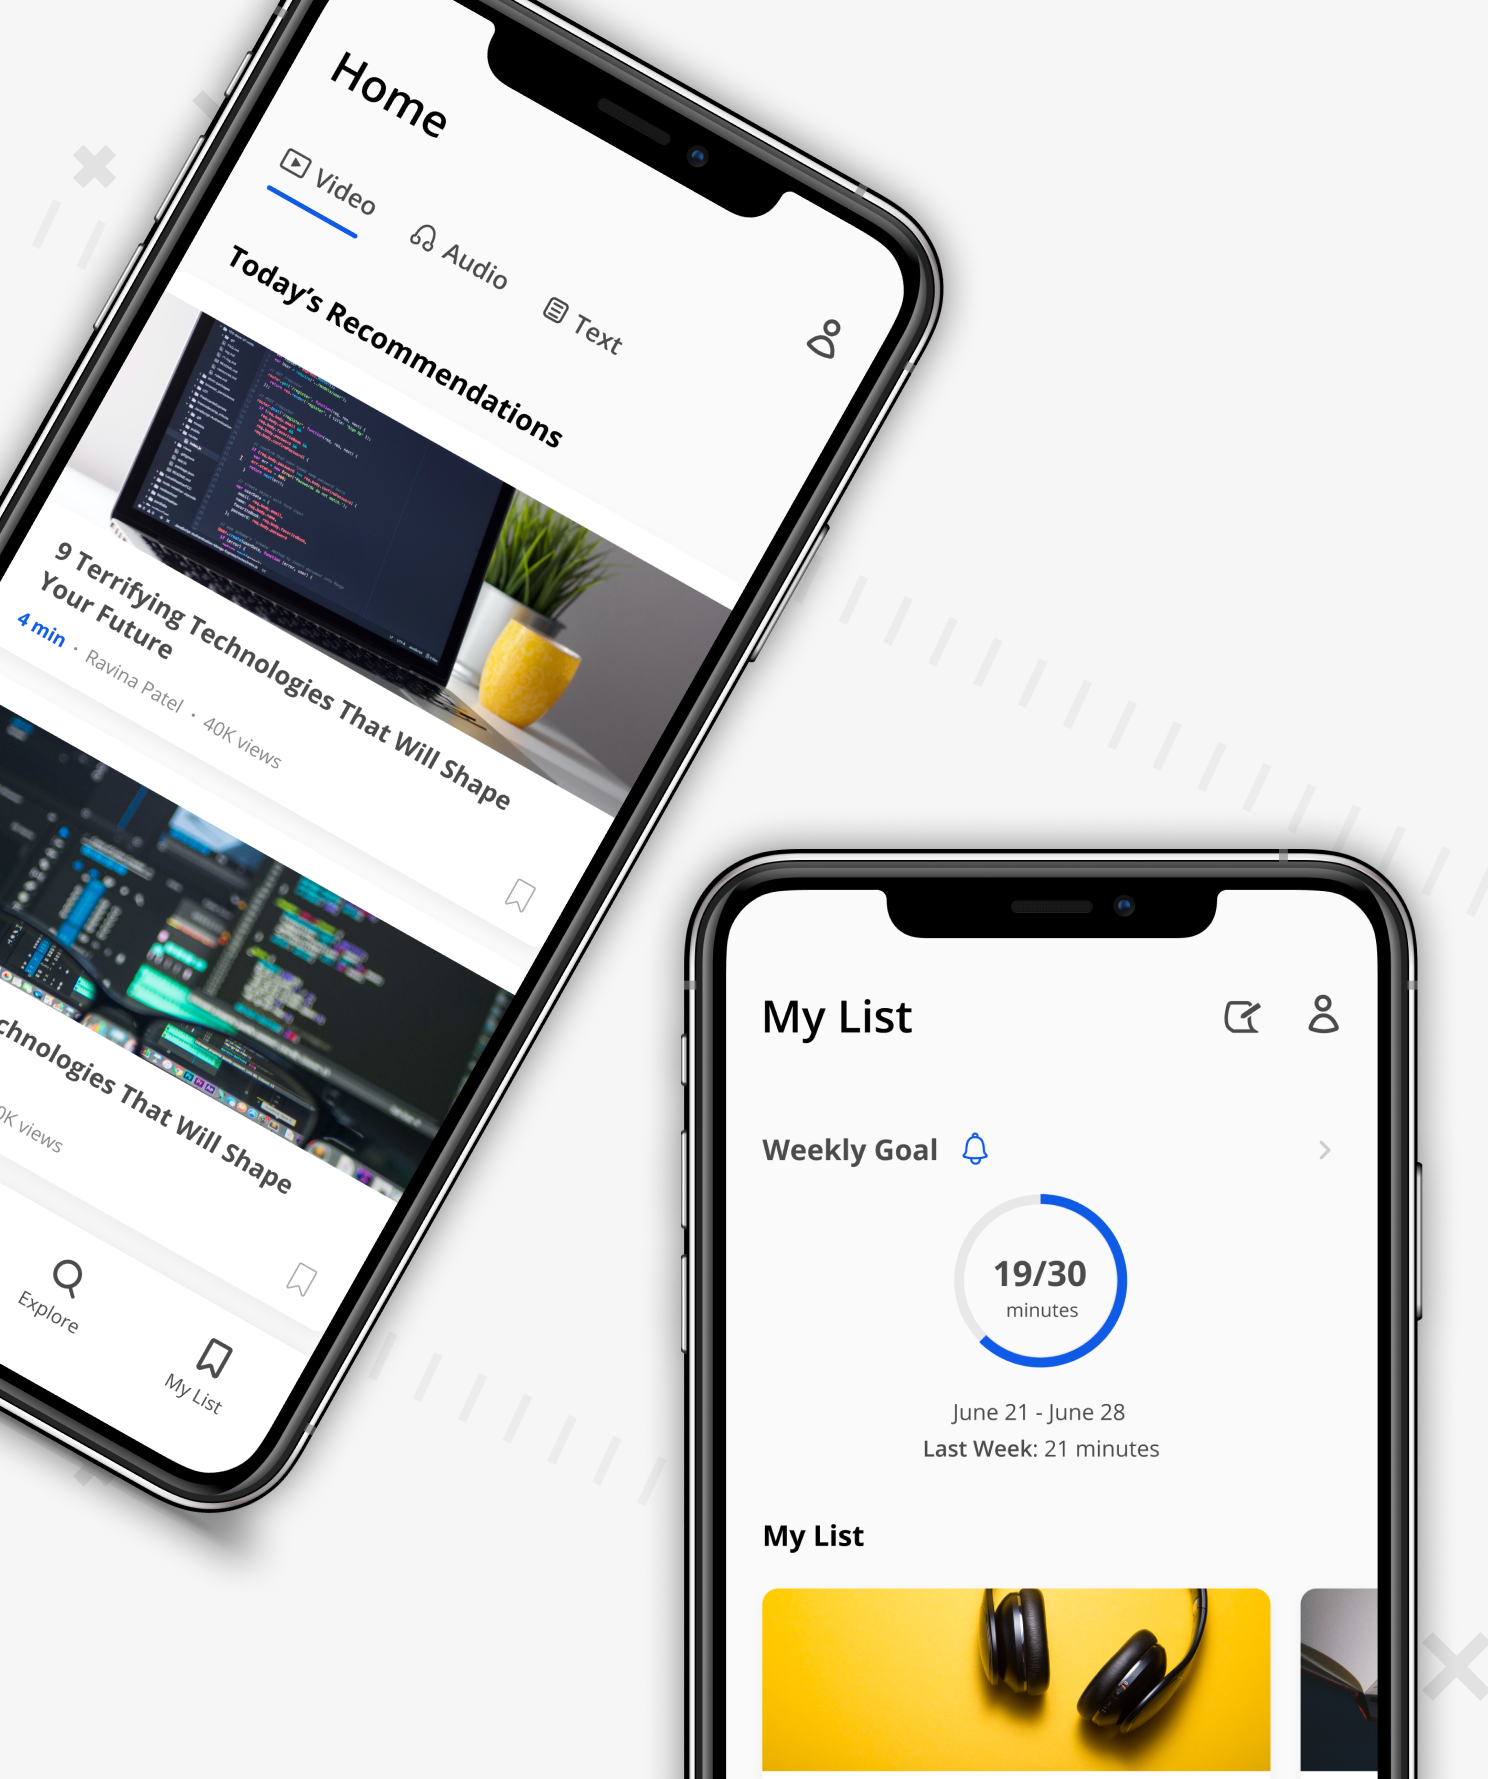 Home
Video
Audio
Text
Today's Recommendations
9 Terrifying Technologies That Will Shape
Your Future
4 min · Ravina Patel · 40K views
Technologies That Will Shape
views
Explore
My List
My List
Weekly Goal
19/30
minutes
June 21 - June 28
Last Week: 21 minutes
My List